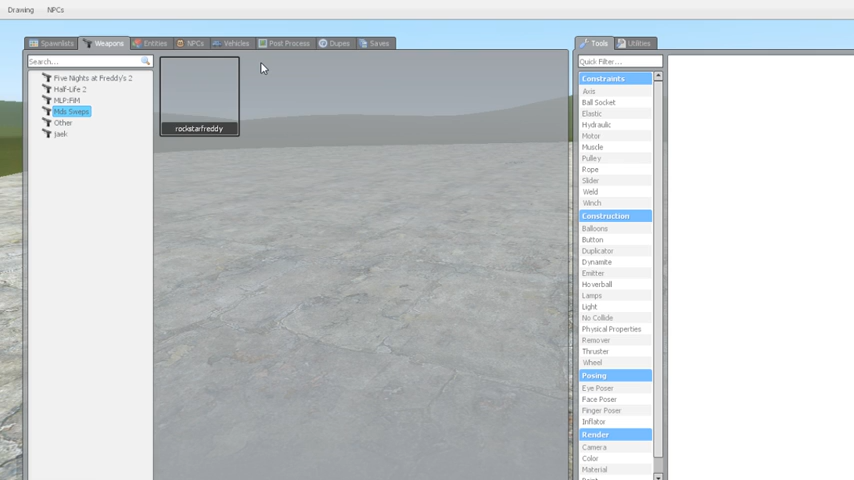 Drawing NPCs
Spawnlists Weapons Entities NPCs Vehicles Post Process Dupes Saves
Tools Utilities
Search...
Quick Filter...
Five Nights at Freddy's 2
Half-Life 2
MLP:FiM
Mds Sweps
Other
jaek
rockstarfreddy
Constraints
Axis
Ball Socket
Elastic
Hydraulic
Motor
Muscle
Pulley
Rope
Slider
Weld
Winch
Construction
Balloons
Button
Duplicator
Dynamite
Emitter
Hoverball
Lamps
Light
No Collide
Physical Properties
Remover
Thruster
Wheel
Posing
Eye Poser
Face Poser
Finger Poser
Inflator
Render
Camera
Color
Material